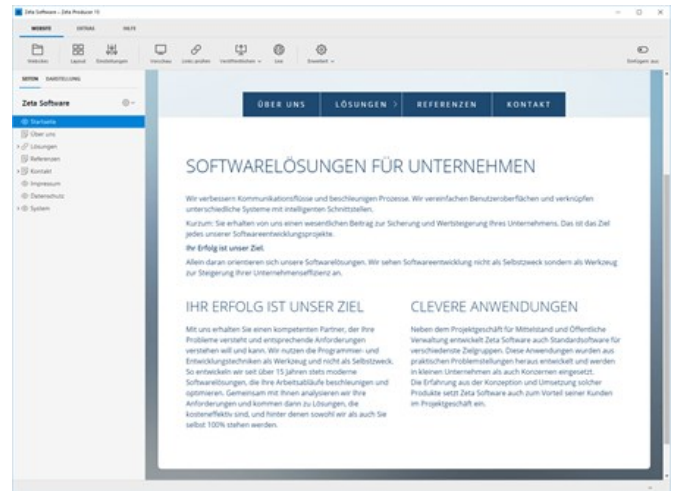 Zeta Software - Zeta Producer 15
WEBSITE EXTRAS HILFE
Websites Layout Einstellungen Vorschau Links prüfen Veröffentlichen Live Erweitert Einfügen: aus
SEITEN DARSTELLUNG
Zeta Software
Startseite
Über uns
Lösungen
Referenzen
Kontakt
Impressum
Datenschutz
System
ÜBER UNS LÖSUNGEN REFERENZEN KONTAKT
SOFTWARELÖSUNGEN FÜR UNTERNEHMEN
Wir verbessern Kommunikationsflüsse und beschleunigen Prozesse. Wir vereinfachen Benutzeroberflächen und verknüpfen
unterschiedliche Systeme mit intelligenten Schnittstellen.
Kurzum: Sie erhalten von uns einen wesentlichen Beitrag zur Sicherung und Wertsteigerung Ihres Unternehmens. Das ist das Ziel
jedes unserer Softwareentwicklungsprojekte.
Ihr Erfolg ist unser Ziel.
Allein daran orientieren sich unsere Softwarelösungen. Wir sehen Softwareentwicklung nicht als Selbstzweck sondern als Werkzeug
zur Steigerung Ihrer Unternehmenseffizienz an.
IHR ERFOLG IST UNSER ZIEL
Mit uns erhalten Sie einen kompetenten Partner, der Ihre
Probleme versteht und entsprechende Anforderungen
verstehen will und kann. Wir nutzen die Programmier- und
Entwicklungstechniken als Werkzeug und nicht als Selbstzweck.
So entwickeln wir seit über 15 Jahren stets moderne
Softwarelösungen, die Ihre Arbeitsabläufe beschleunigen und
optimieren. Gemeinsam mit Ihnen analysieren wir Ihre
Anforderungen und kommen dann zu Lösungen, die
kosteneffektiv sind, und hinter denen sowohl wir als auch Sie
selbst 100% stehen werden.
CLEVERE ANWENDUNGEN
Neben dem Projektgeschäft für Mittelstand und Öffentliche
Verwaltung entwickelt Zeta Software auch Standardsoftware für
verschiedenste Zielgruppen. Diese Anwendungen wurden aus
praktischen Problemstellungen heraus entwickelt und werden
in kleinen Unternehmen als auch Konzernen eingesetzt.
Die Erfahrung aus der Konzeption und Umsetzung solcher
Produkte setzt Zeta Software auch zum Vorteil seiner Kunden
im Projektgeschäft ein.